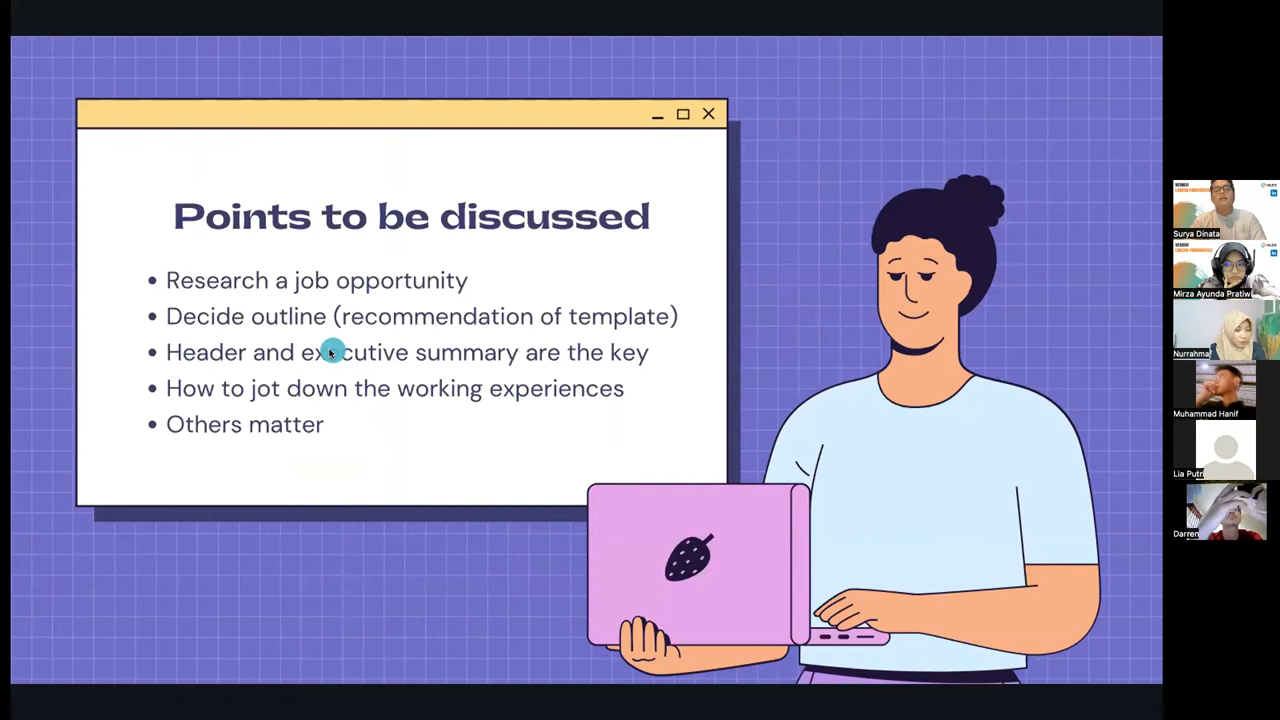 Points to be discussed
• Research a job opportunity
• Decide outline (recommendation of template)
• Header and executive summary are the key
• How to jot down the working experiences
• Others matter
Surya Dinata
Mirza Ayunda Pratiwi
Nurrahma
Muhammad Hanif
Lia Putri
Darren